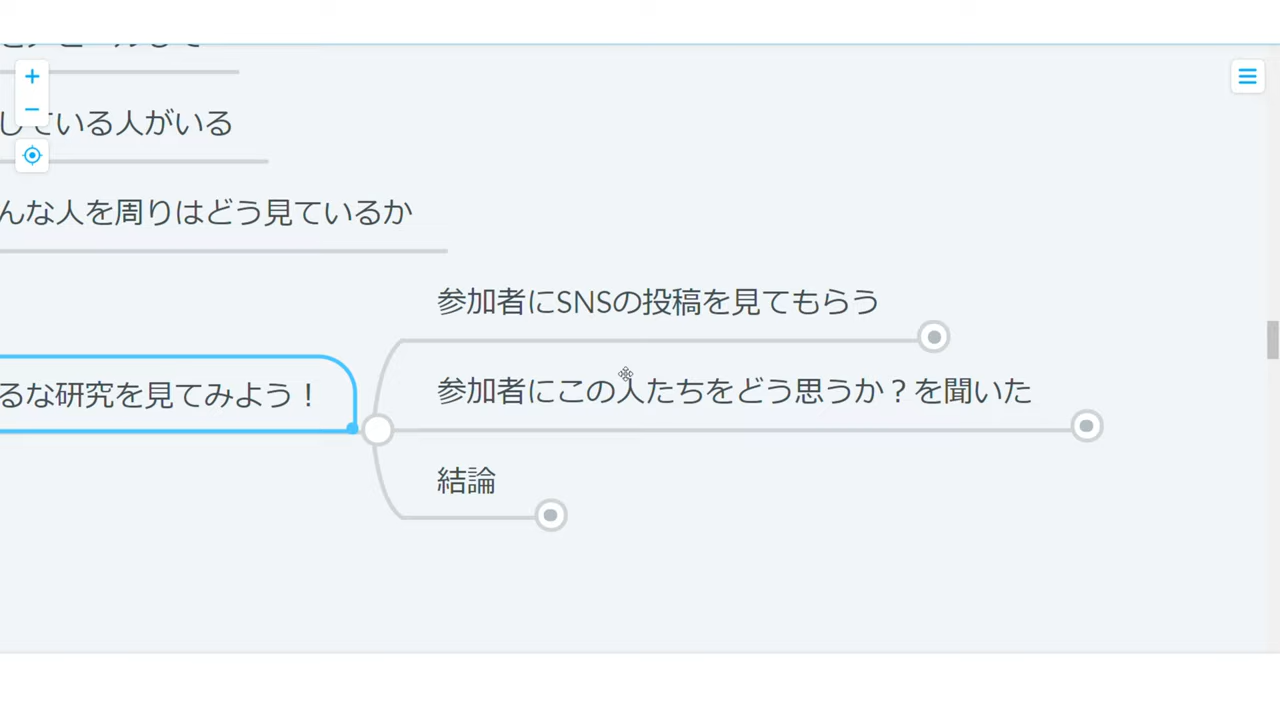 している人がいる
んな人を周りはどう見ているか
参加者にSNSの投稿を見てもらう
るな研究を見てみよう！
参加者にこの人たちをどう思うか？を聞いた
結論